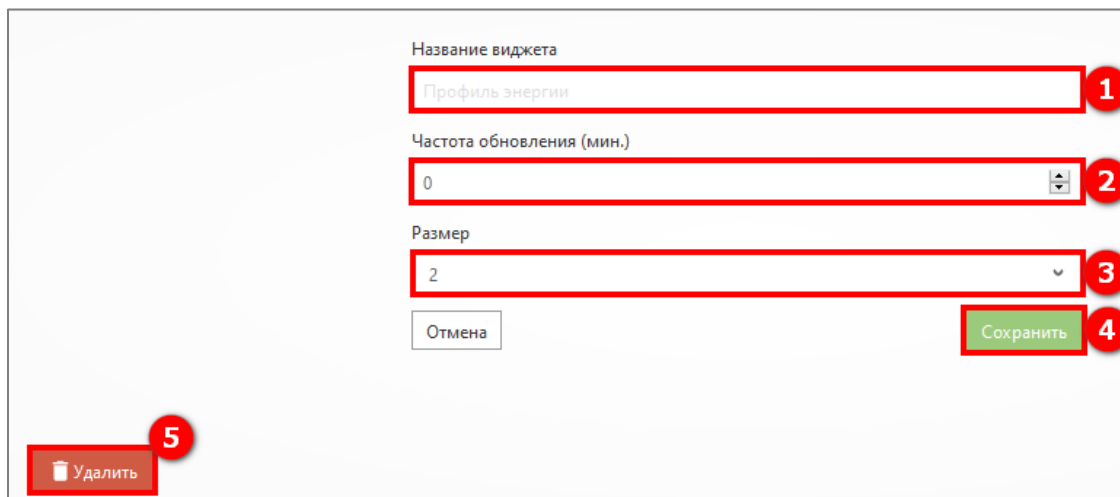 Название виджета
Профиль энергии
1
Частота обновления (мин.)
0
2
Размер
2
3
Отмена
Сохранить
4
5
Удалить